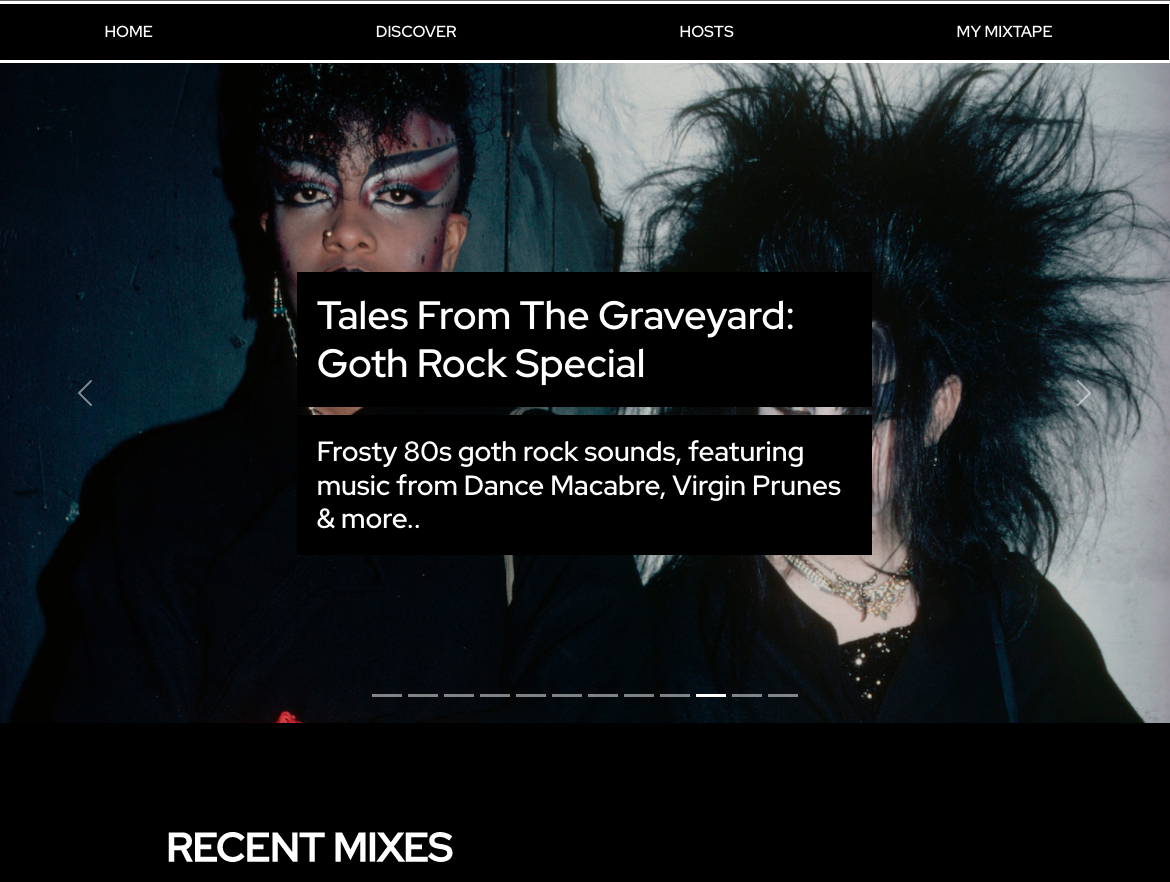 HOME DISCOVER HOSTS MY MIXTAPE
Tales From The Graveyard:
Goth Rock Special
Frosty 80s goth rock sounds, featuring
music from Dance Macabre, Virgin Prunes
& more..
RECENT MIXES